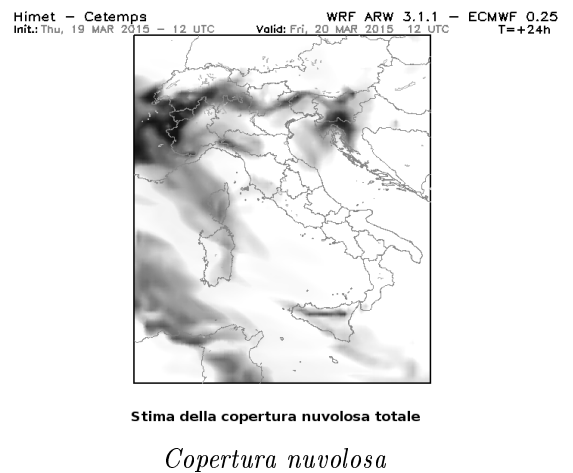 Himet – Cetemps WRF ARW 3.1.1 – ECMWF 0.25
Init.: Thu, 19 MAR 2015 – 12 UTC Valid: Fri, 20 MAR 2015 12 UTC T=+24h
Stima della copertura nuvolosa totale
Copertura nuvolosa